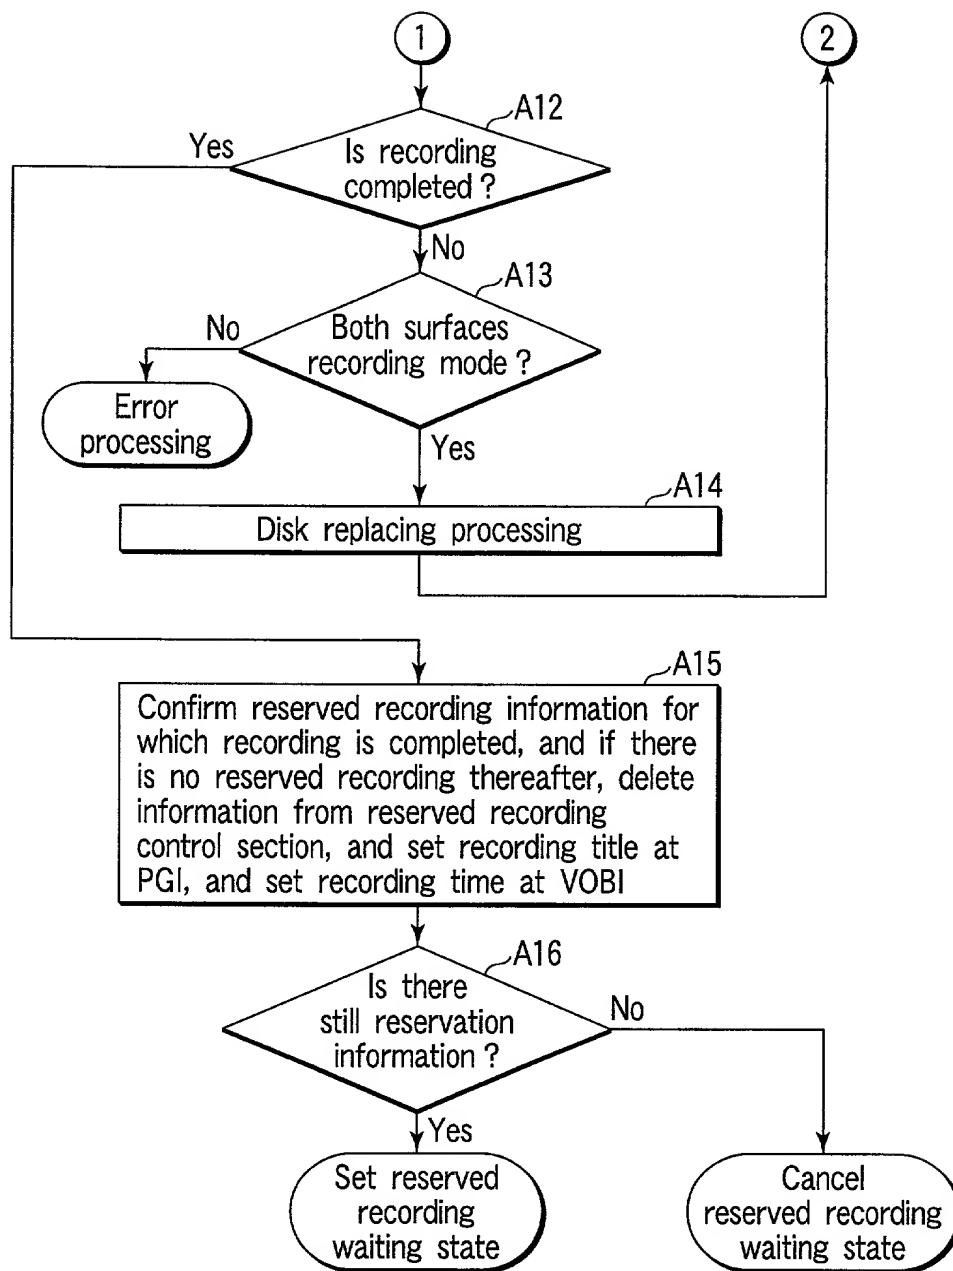 1
2
A12
Yes
Is recording
completed ?
No
A13
No
Both surfaces
recording mode ?
Error
processing
Yes
A14
Disk replacing processing
A15
Confirm reserved recording information for
which recording is completed, and if there
is no reserved recording thereafter, delete
information from reserved recording
control section, and set recording title at
PGI, and set recording time at VOBI
A16
Is there
still reservation
information ?
No
Yes
Set reserved
recording
waiting state
Cancel
reserved recording
waiting state